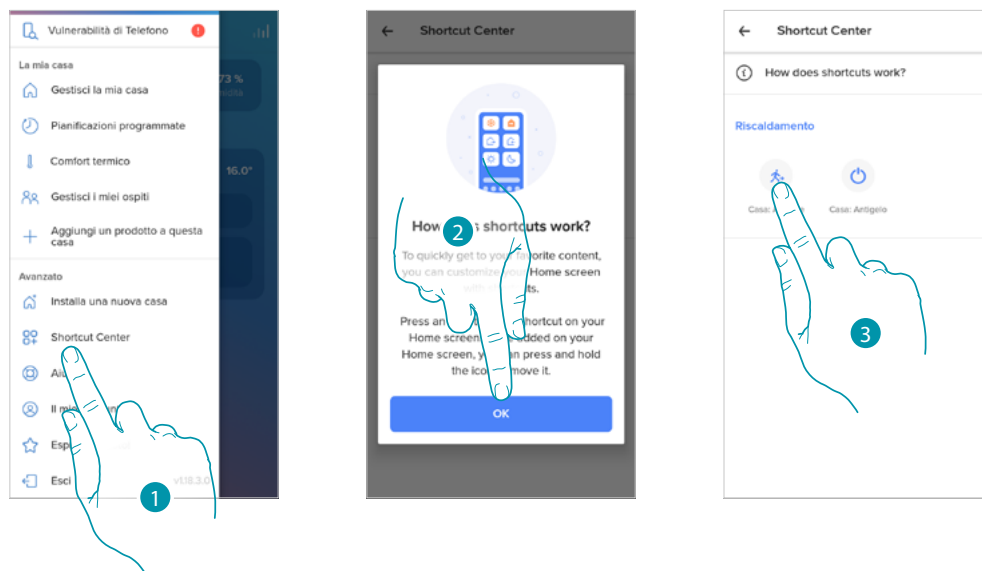 Vulnerabilità di Telefono
!
La mia casa
Gestisci la mia casa
Pianificazioni programmate
Comfort termico
Gestisci i miei ospiti
Aggiungi un prodotto a questa
casa
Avanzato
Installa una nuova casa
Shortcut Center
Il
Esci
v1.18.3.0
73 %
16.0°
1
Shortcut Center
shortcuts work?
To quickly get to your favorite content,
you can customize your Home screen
Press an shortcut on your
Home screen added on your
Home screen, you can press and hold
the icon move it.
OK
2
Shortcut Center
How does shortcuts work?
Riscaldamento
Casa:
Casa: Antigelo
3